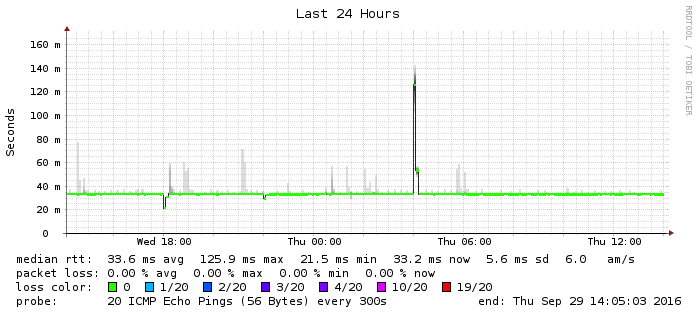 Last 24 Hours
RRDTOOL / TOBI OETIKER
Seconds
160 m
140 m
120 m
100 m
80 m
60 m
40 m
20 m
0
Wed 18:00 Thu 00:00 Thu 06:00 Thu 12:00
median rtt: 33.6 ms avg 125.9 ms max 21.5 ms min 33.2 ms now 5.6 ms sd 6.0 am/s
packet loss: 0.00 % avg 0.00 % max 0.00 % min 0.00 % now
loss color: 0 1/20 2/20 3/20 4/20 10/20 19/20
probe: 20 ICMP Echo Pings (56 Bytes) every 300s end: Thu Sep 29 14:05:03 2016